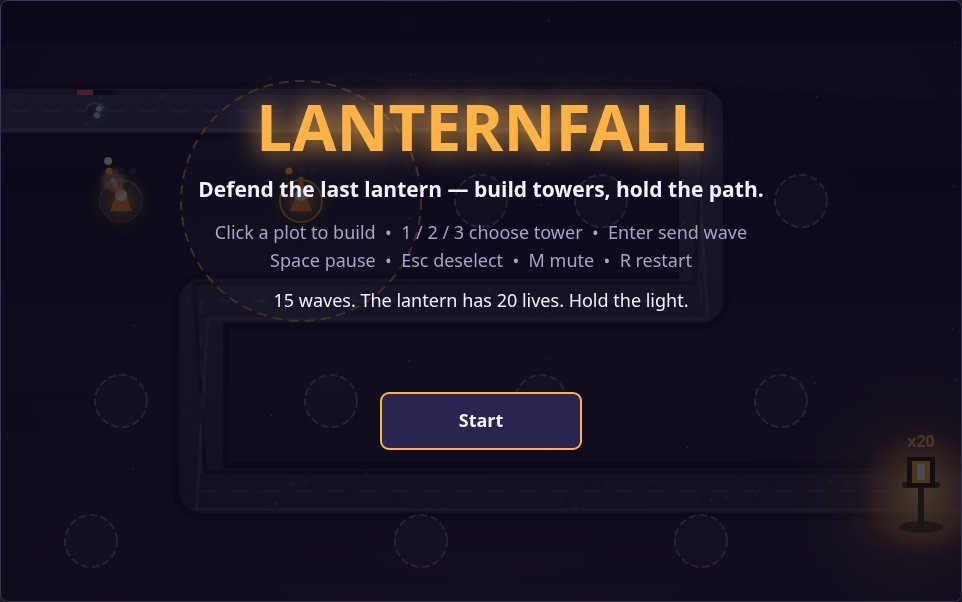 LANTERNFALL
Defend the last lantern — build towers, hold the path.
Click a plot to build • 1 / 2 / 3 choose tower • Enter send wave
Space pause • Esc deselect • M mute • R restart
15 waves. The lantern has 20 lives. Hold the light.
Start
x20